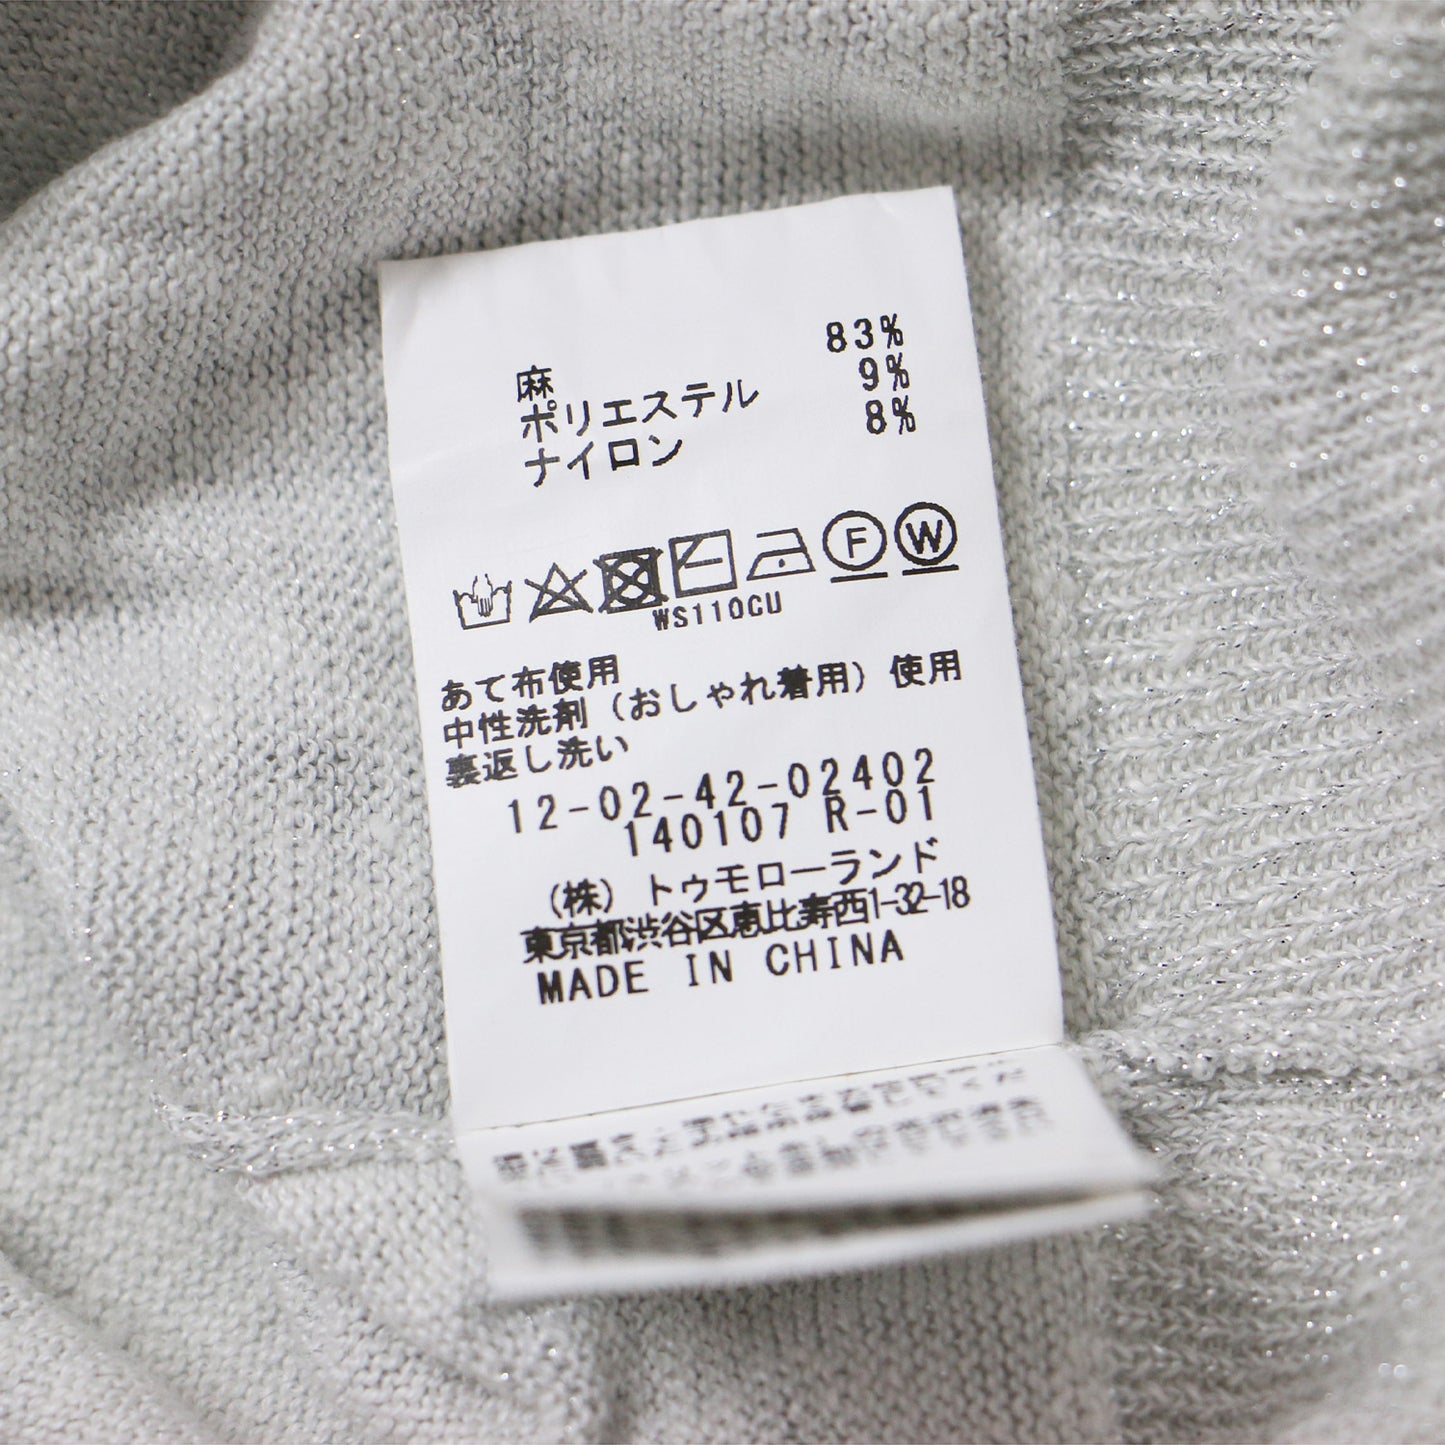 麻 83%
ポリエステル 9%
ナイロン 8%
F W
WS110CU
あて布使用
中性洗剤(おしゃれ着用)使用
裏返し洗い
12-02-42-02402
140107 R-01
(株) トゥモローランド
東京都渋谷区恵比寿西1-32-18
MADE IN CHINA